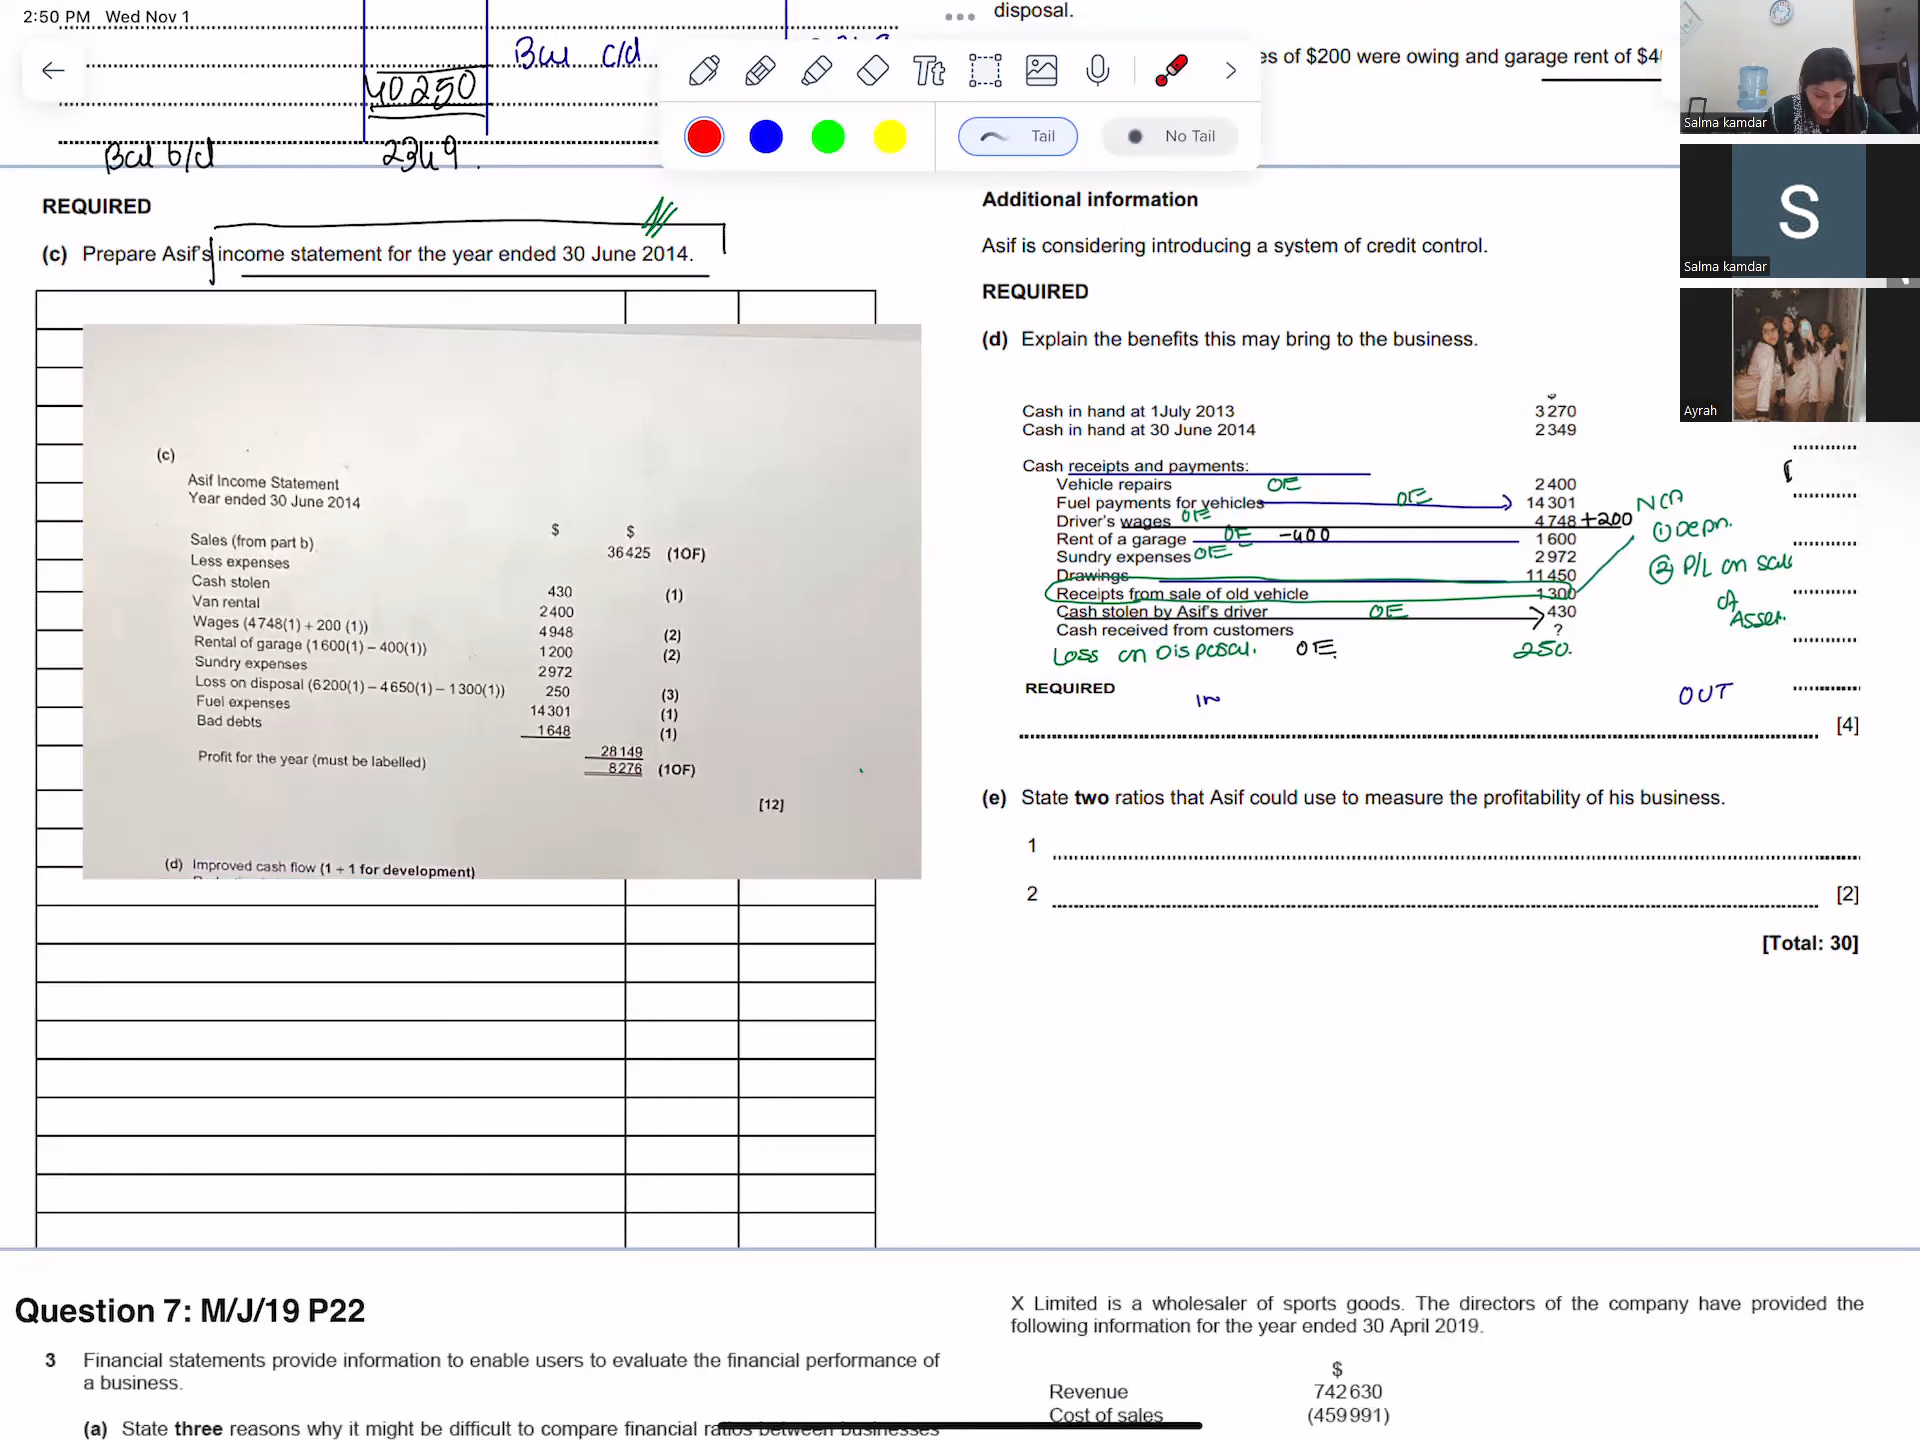 2:50 PM Wed Nov 1
Bal c/d
40250
Bal b/d 2349.
Tt
Tail
No Tail
disposal.
es of $200 were owing and garage rent of $4
Salma kamdar
S
Salma kamdar
Ayrah
REQUIRED
(c) Prepare Asif's income statement for the year ended 30 June 2014.
(c)
Asif Income Statement
Year ended 30 June 2014
$ $
Sales (from part b) 36425 (1OF)
Less expenses
Cash stolen 430 (1)
Van rental 2400
Wages (4748(1) + 200 (1)) 4948 (2)
Rental of garage (1600(1) – 400(1)) 1200 (2)
Sundry expenses 2972
Loss on disposal (6200(1) – 4650(1) – 1300(1)) 250 (3)
Fuel expenses 14301 (1)
Bad debts 1648 (1)
28149
Profit for the year (must be labelled) 8276 (1OF)
[12]
(d) Improved cash flow (1 + 1 for development)
Additional information
Asif is considering introducing a system of credit control.
REQUIRED
(d) Explain the benefits this may bring to the business.
Cash in hand at 1July 2013 3270
Cash in hand at 30 June 2014 2349
Cash receipts and payments:
Vehicle repairs OE 2400
Fuel payments for vehicles OE 14301
Driver's wages OE 4748 +200
Rent of a garage OE -400 1600
Sundry expenses OE 2972
Drawings 11450
Receipts from sale of old vehicle 1300
Cash stolen by Asif's driver OE 430
Cash received from customers ?
Loss on Disposal. OE. 250.
NCA
① Depn.
② P/L on sale
of
Asset.
REQUIRED
IN OUT
[4]
(e) State two ratios that Asif could use to measure the profitability of his business.
1
2 [2]
[Total: 30]
Question 7: M/J/19 P22
3 Financial statements provide information to enable users to evaluate the financial performance of
a business.
(a) State three reasons why it might be difficult to compare financial ratios between businesses
X Limited is a wholesaler of sports goods. The directors of the company have provided the
following information for the year ended 30 April 2019.
$
Revenue 742630
Cost of sales (459991)